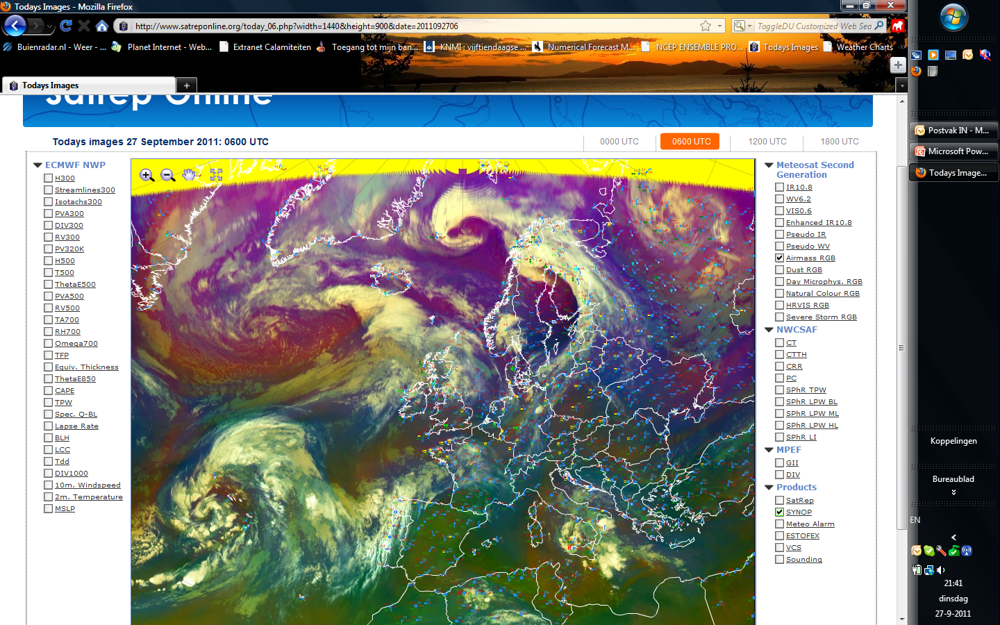 Todays Images - Mozilla Firefox
http://www.satreponline.org/today_06.php?width=1440&height=900&date=2011092706
ToggleDU Customized Web Sea
Buienradar.nl - Weer - ...
Planet Internet - Web...
Extranet Calamiteiten
Toegang tot mijn ban...
KNMI : vijftiendaagse ...
Numerical Forecast M...
NCEP ENSEMBLE PRO...
Todays Images
Weather Charts
Todays Images
Satrep Online
Todays images 27 September 2011: 0600 UTC
0000 UTC
0600 UTC
1200 UTC
1800 UTC
ECMWF NWP
H300
Streamlines300
Isotachs300
PVA300
DIV300
RV300
PV320K
H500
T500
ThetaE500
PVA500
RV500
TA700
RH700
Omega700
TFP
Equiv. Thickness
ThetaE850
CAPE
TPW
Spec. Q-BL
Lapse Rate
BLH
LCC
Tdd
DIV1000
10m. Windspeed
2m. Temperature
MSLP
Meteosat Second
Generation
IR10.8
WV6.2
VIS0.6
Enhanced IR10.8
Pseudo IR
Pseudo WV
Airmass RGB
Dust RGB
Day Microphys. RGB
Natural Colour RGB
HRVIS RGB
Severe Storm RGB
NWCSAF
CT
CTTH
CRR
PC
SPhR TPW
SPhR LPW BL
SPhR LPW ML
SPhR LPW HL
SPhR LI
MPEF
GII
DIV
Products
SatRep
SYNOP
Meteo Alarm
ESTOFEX
VCS
Sounding
Postvak IN - M...
Microsoft Pow...
Todays Image...
Koppelingen
Bureaublad
EN
21:41
dinsdag
27-9-2011